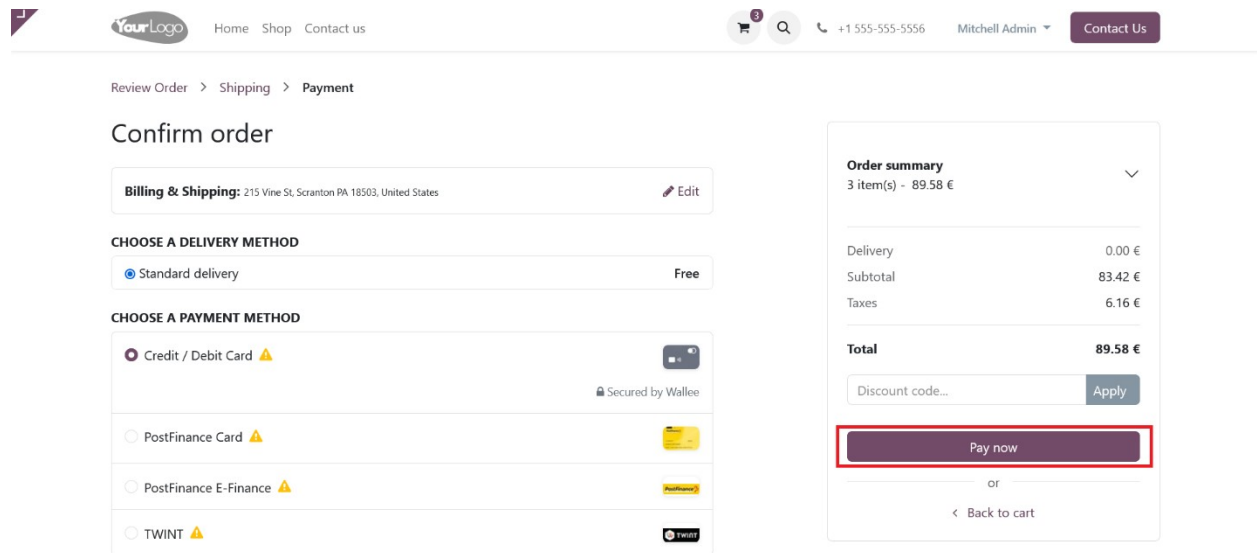 YourLogo Home Shop Contact us 3 +1 555-555-5556 Mitchell Admin Contact Us
Review Order > Shipping > Payment
Confirm order
Billing & Shipping: 215 Vine St, Scranton PA 18503, United States Edit
CHOOSE A DELIVERY METHOD
Standard delivery Free
CHOOSE A PAYMENT METHOD
Credit / Debit Card
Secured by Wallee
PostFinance Card
PostFinance E-Finance PostFinance
TWINT TWINT
Order summary
3 item(s) - 89.58 €
Delivery 0.00 €
Subtotal 83.42 €
Taxes 6.16 €
Total 89.58 €
Discount code... Apply
Pay now
or
< Back to cart